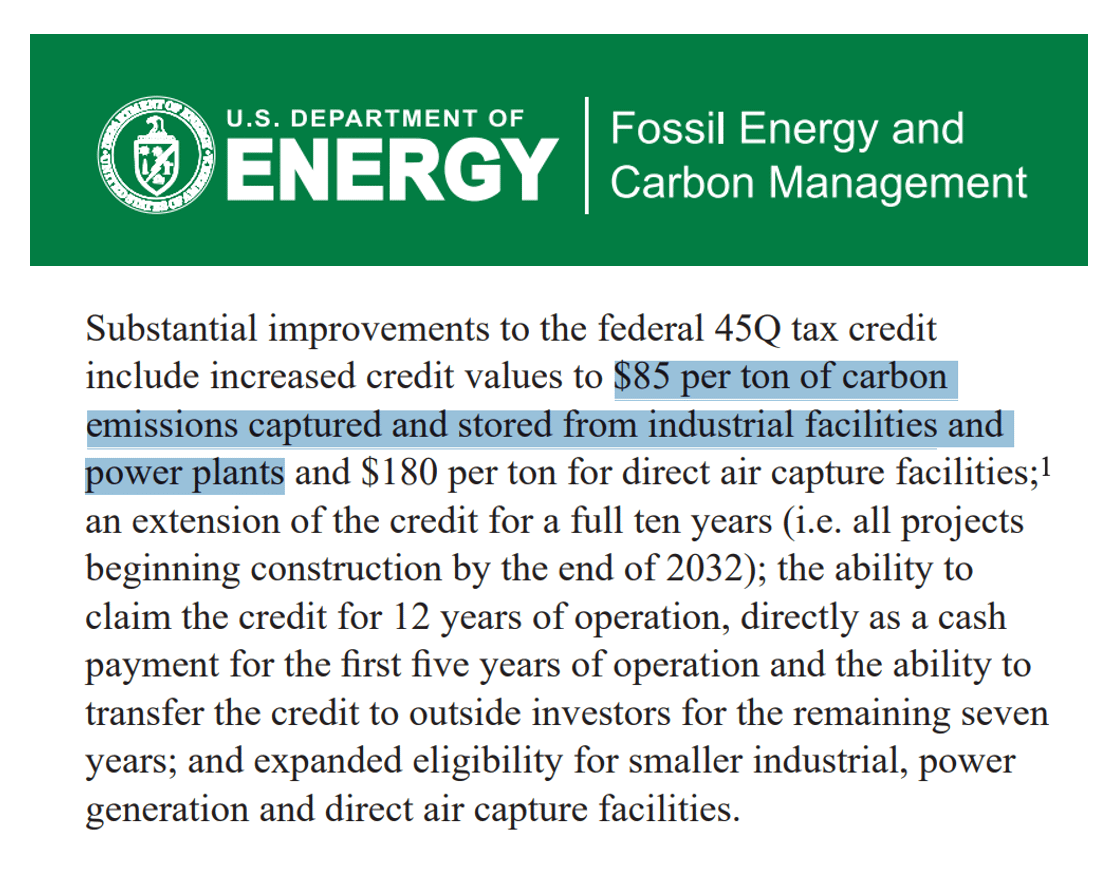 U.S. DEPARTMENT OF
ENERGY
Fossil Energy and
Carbon Management
Substantial improvements to the federal 45Q tax credit
include increased credit values to $85 per ton of carbon
emissions captured and stored from industrial facilities and
power plants and $180 per ton for direct air capture facilities;1
an extension of the credit for a full ten years (i.e. all projects
beginning construction by the end of 2032); the ability to
claim the credit for 12 years of operation, directly as a cash
payment for the first five years of operation and the ability to
transfer the credit to outside investors for the remaining seven
years; and expanded eligibility for smaller industrial, power
generation and direct air capture facilities.